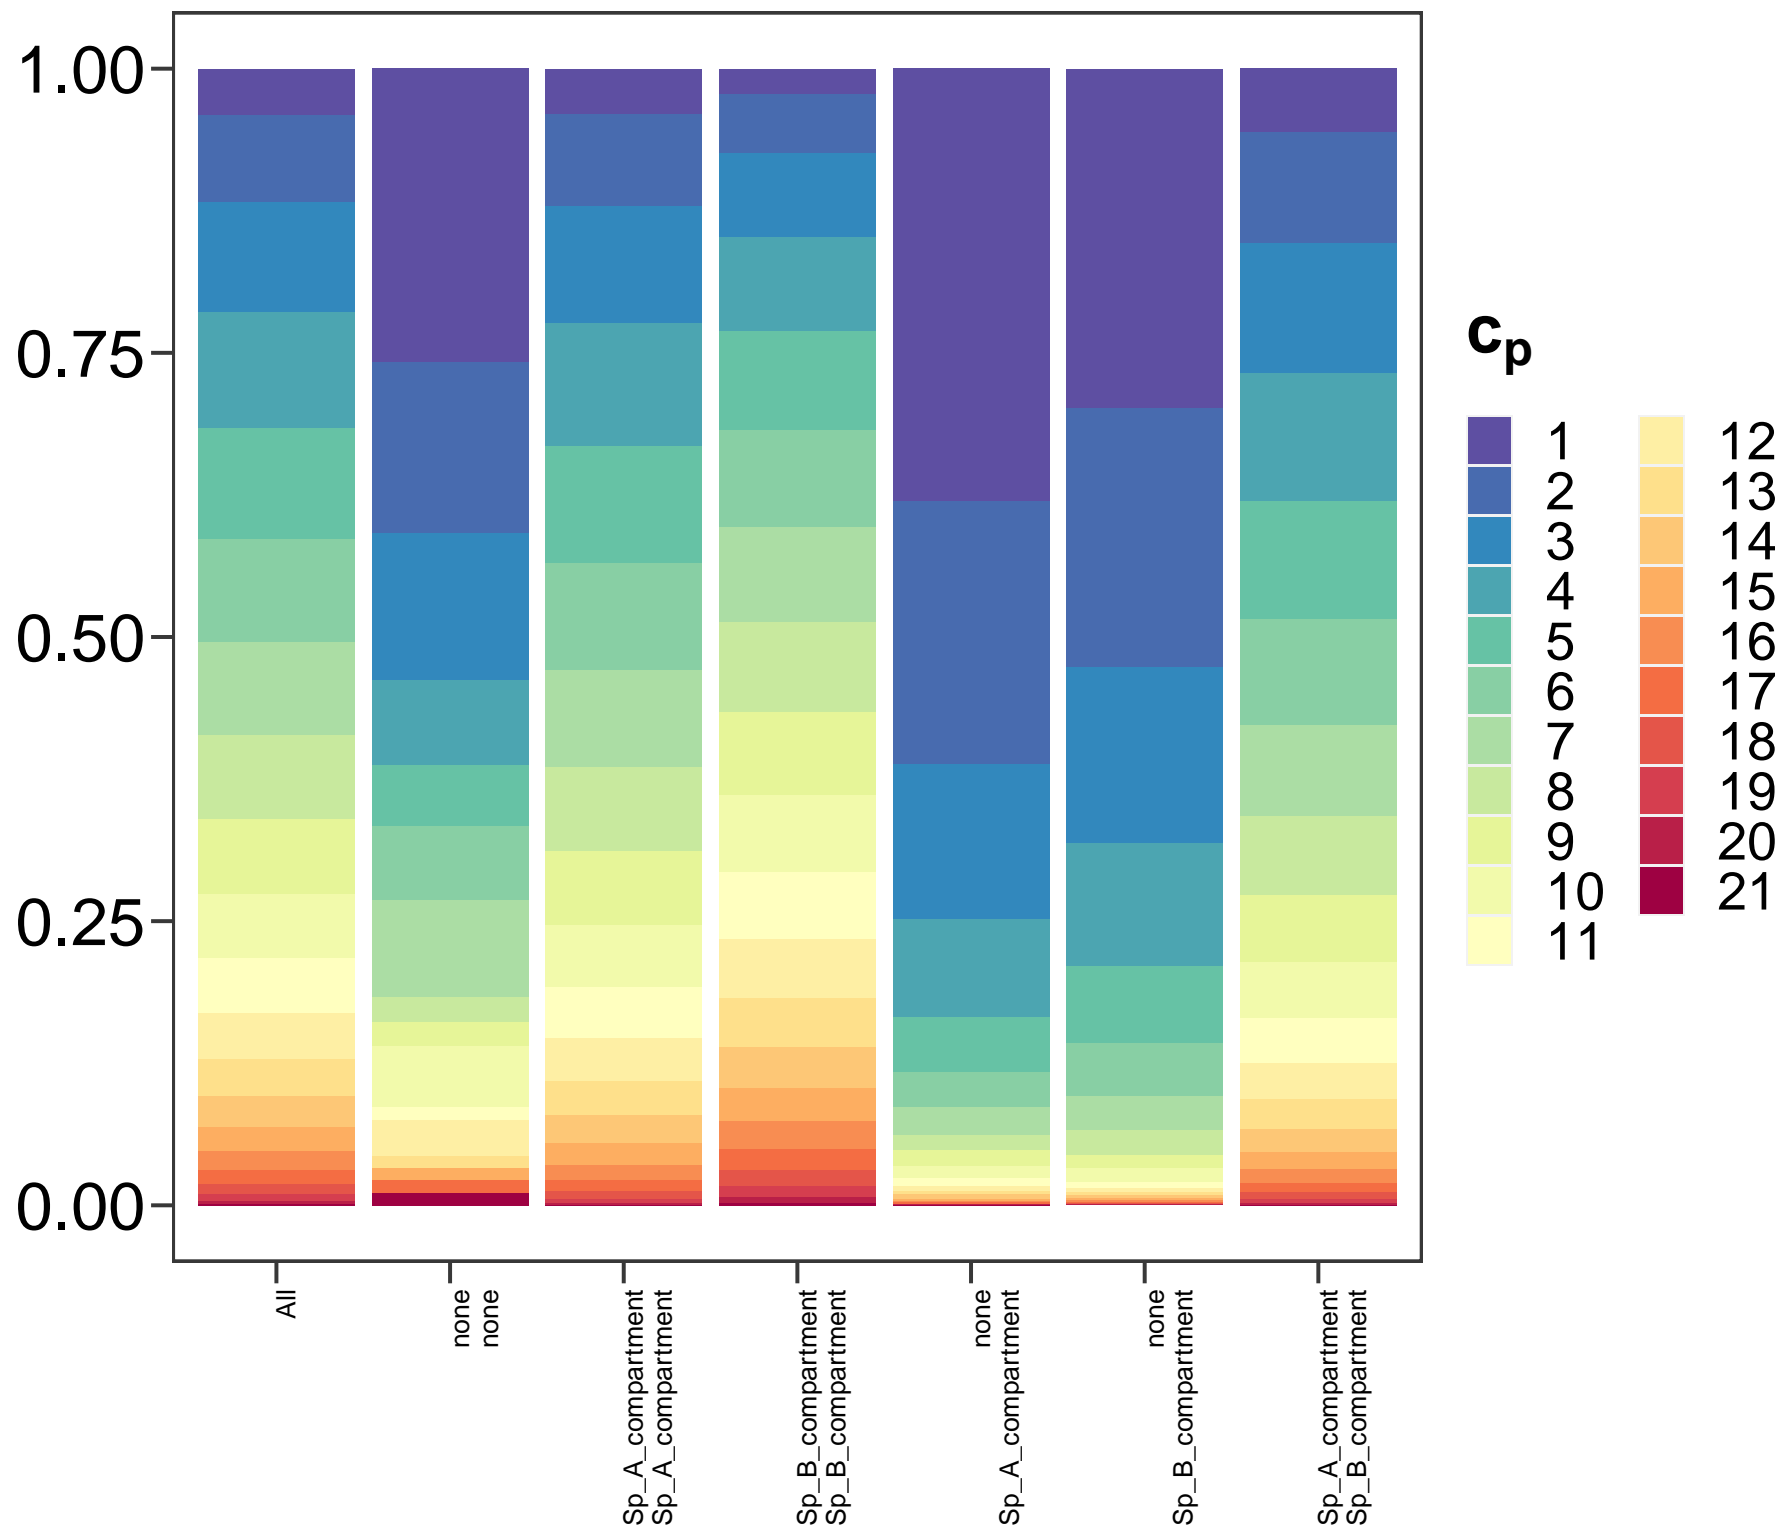 1.00
0.75
0.50
0.25
0.00
All
none
none
Sp_A_compartment
Sp_A_compartment
Sp_B_compartment
Sp_B_compartment
none
Sp_A_compartment
none
Sp_B_compartment
Sp_A_compartment
Sp_B_compartment
cp
1
2
3
4
5
6
7
8
9
10
11
12
13
14
15
16
17
18
19
20
21